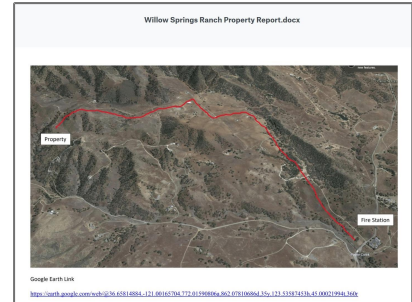 Willow Springs Ranch Property Report.docx
Property
Fire Station
Google Earth Link
https://earth.google.com/web/@36.65814884,-121.00165704,772.01590806a,862.07810686d,35y,123.53587453h,45.00021994t,360r